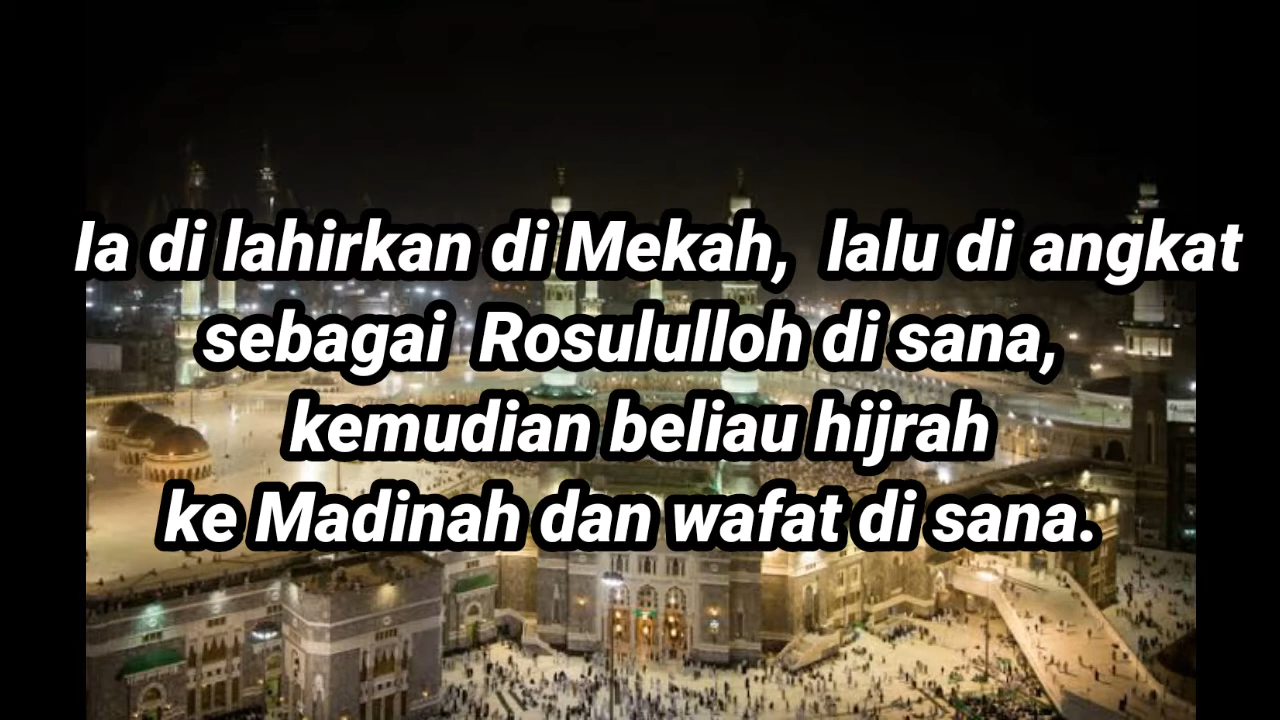 Ia di lahirkan di Mekah, lalu di angkat
sebagai Rosululloh di sana,
kemudian beliau hijrah
ke Madinah dan wafat di sana.